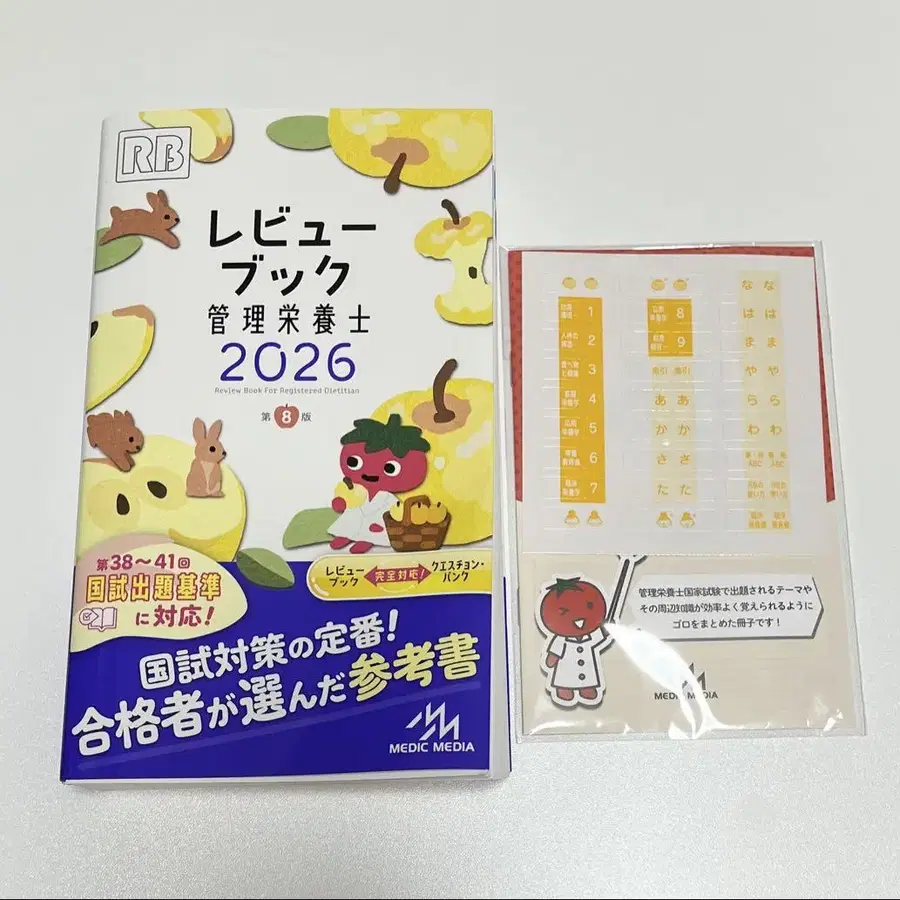 RB
レビュー
ブック
管理栄養士
2026
Review Book For Registered Dietitian
第8版
第38〜41回
国試出題基準
に対応!
レビュー
ブック
完全対応!
クエスチョン・
バンク
国試対策の定番!
合格者が選んだ参考書
MEDIC MEDIA
1
2
3
4
5
6
7
8
9
索引 索引
ああ
かか
ささ
たた
なな
はは
まま
やや
らら
わわ
管理栄養士国家試験で出題されるテーマや
その周辺知識が効率よく覚えられるように
ゴロをまとめた冊子です!
MEDIC MEDIA